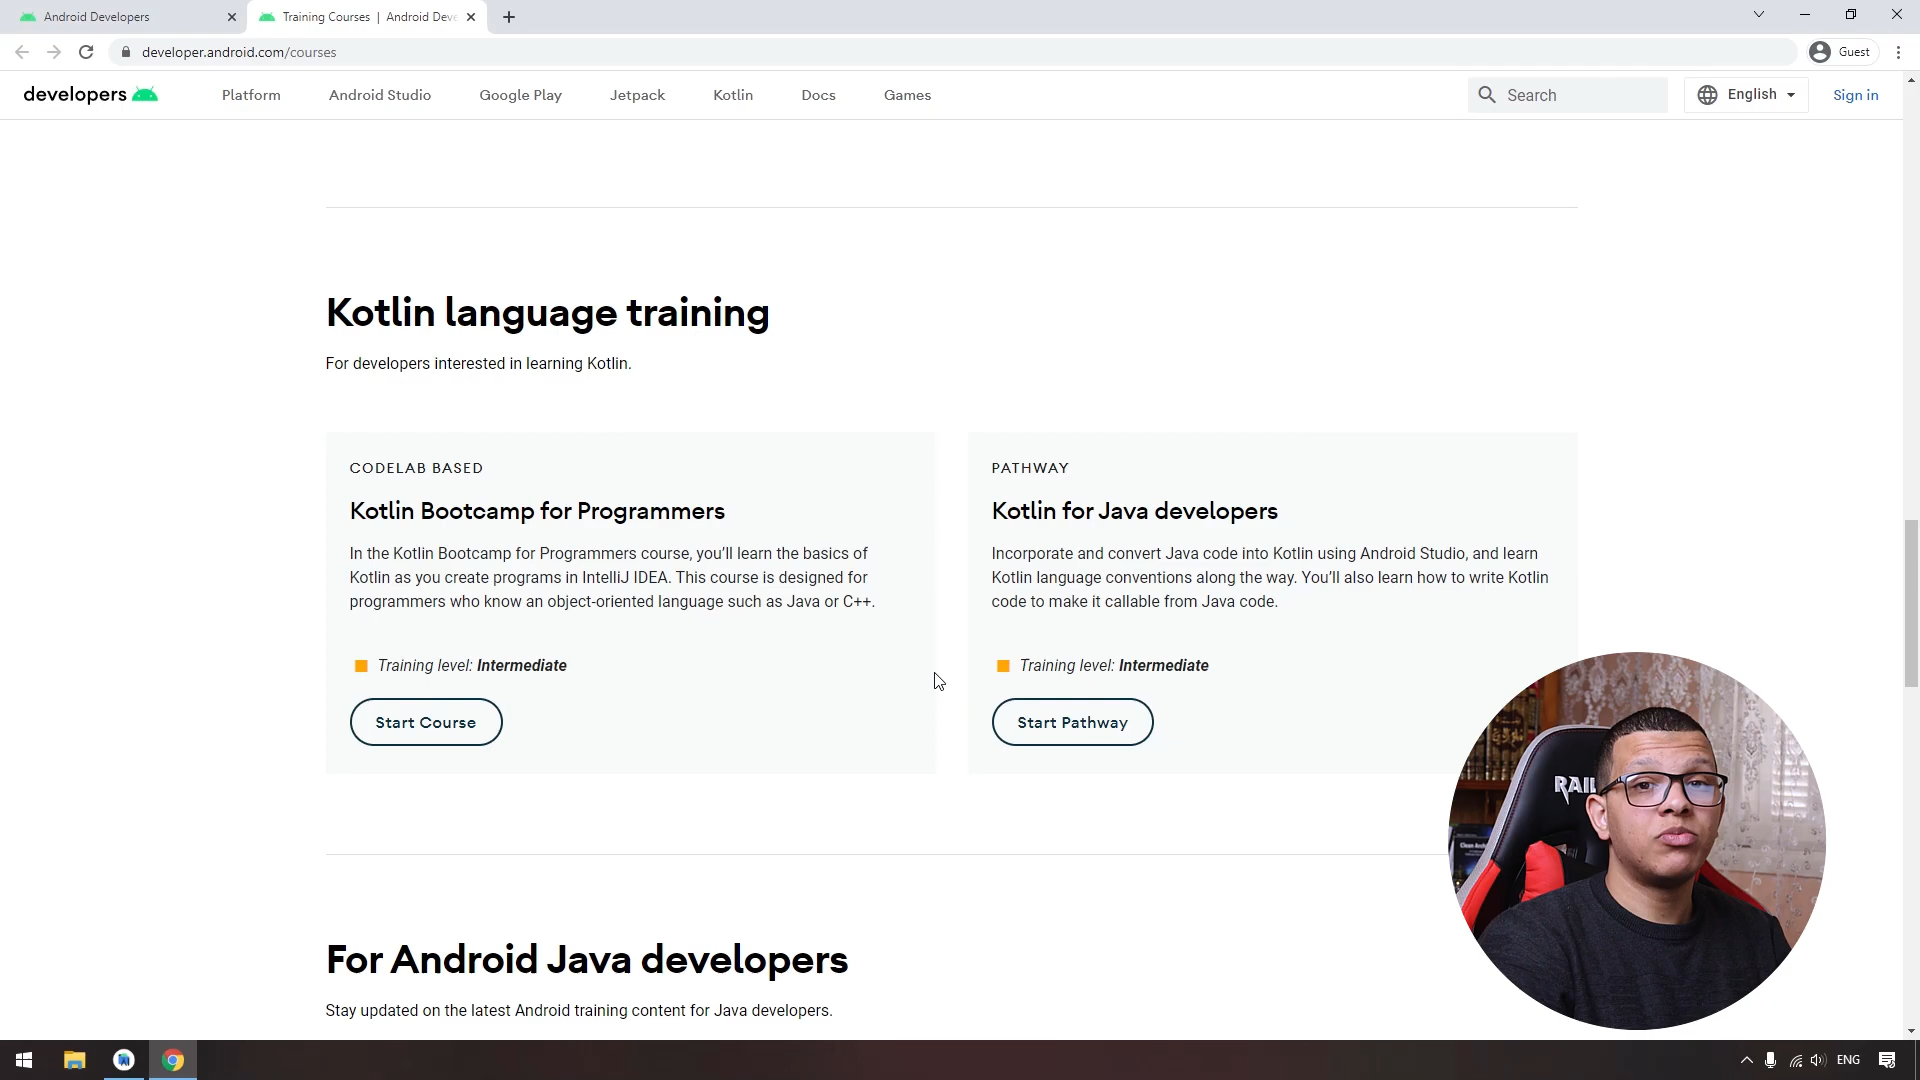 Android Developers
Training Courses | Android Deve
developer.android.com/courses
Guest
developers
Platform
Android Studio
Google Play
Jetpack
Kotlin
Docs
Games
Search
English
Sign in
Kotlin language training
For developers interested in learning Kotlin.
CODELAB BASED
Kotlin Bootcamp for Programmers
In the Kotlin Bootcamp for Programmers course, you’ll learn the basics of
Kotlin as you create programs in IntelliJ IDEA. This course is designed for
programmers who know an object-oriented language such as Java or C++.
Training level: Intermediate
Start Course
PATHWAY
Kotlin for Java developers
Incorporate and convert Java code into Kotlin using Android Studio, and learn
Kotlin language conventions along the way. You’ll also learn how to write Kotlin
code to make it callable from Java code.
Training level: Intermediate
Start Pathway
RAI
For Android Java developers
Stay updated on the latest Android training content for Java developers.
ENG